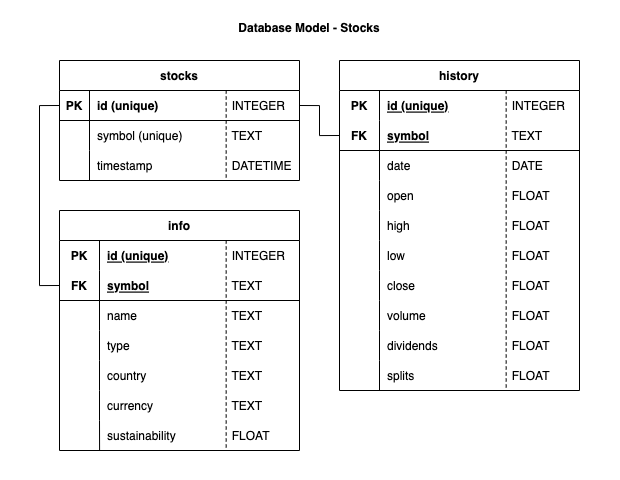 Database Model - Stocks
stocks
PK id (unique) INTEGER
symbol (unique) TEXT
timestamp DATETIME
info
PK id (unique) INTEGER
FK symbol TEXT
name TEXT
type TEXT
country TEXT
currency TEXT
sustainability FLOAT
history
PK id (unique) INTEGER
FK symbol TEXT
date DATE
open FLOAT
high FLOAT
low FLOAT
close FLOAT
volume FLOAT
dividends FLOAT
splits FLOAT